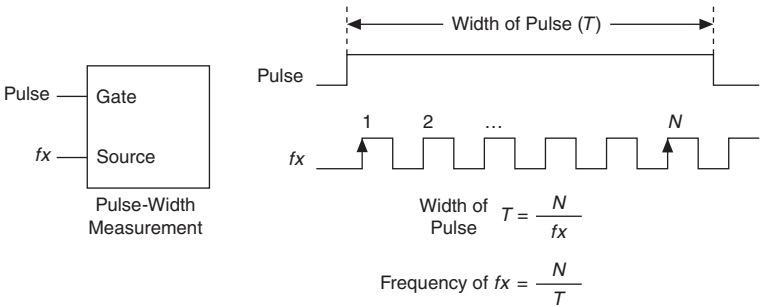 Width of Pulse (T)
Pulse
Gate
Pulse
1 2 ... N
fx
Source
fx
Pulse-Width
Measurement
Width of
Pulse
T = N / fx
Frequency of fx = N / T